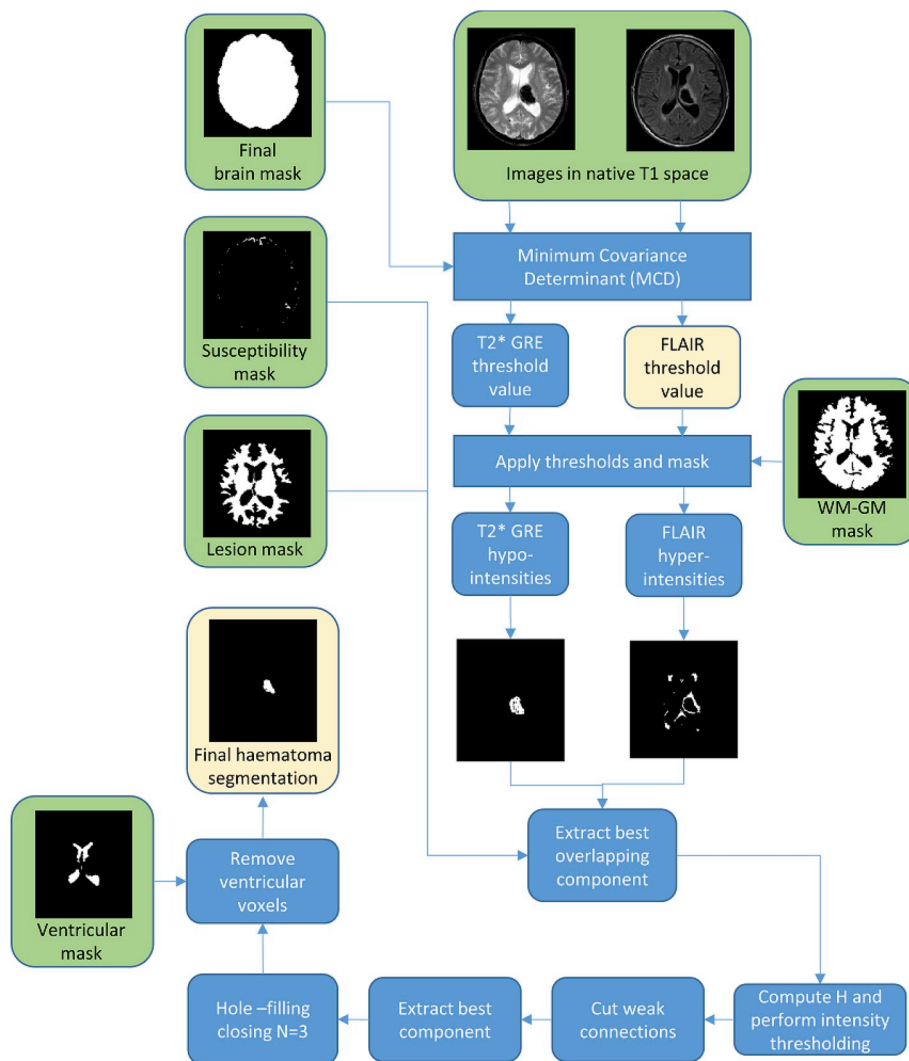 Final
brain mask
Images in native T1 space
Minimum Covariance
Determinant (MCD)
Susceptibility
mask
T2* GRE
threshold
value
FLAIR
threshold
value
Lesion mask
Apply thresholds and mask
WM-GM
mask
T2* GRE
hypo-
intensities
FLAIR
hyper-
intensities
Final haematoma
segmentation
Extract best
overlapping
component
Ventricular
mask
Remove
ventricular
voxels
Hole –filling
closing N=3
Extract best
component
Cut weak
connections
Compute H and
perform intensity
thresholding